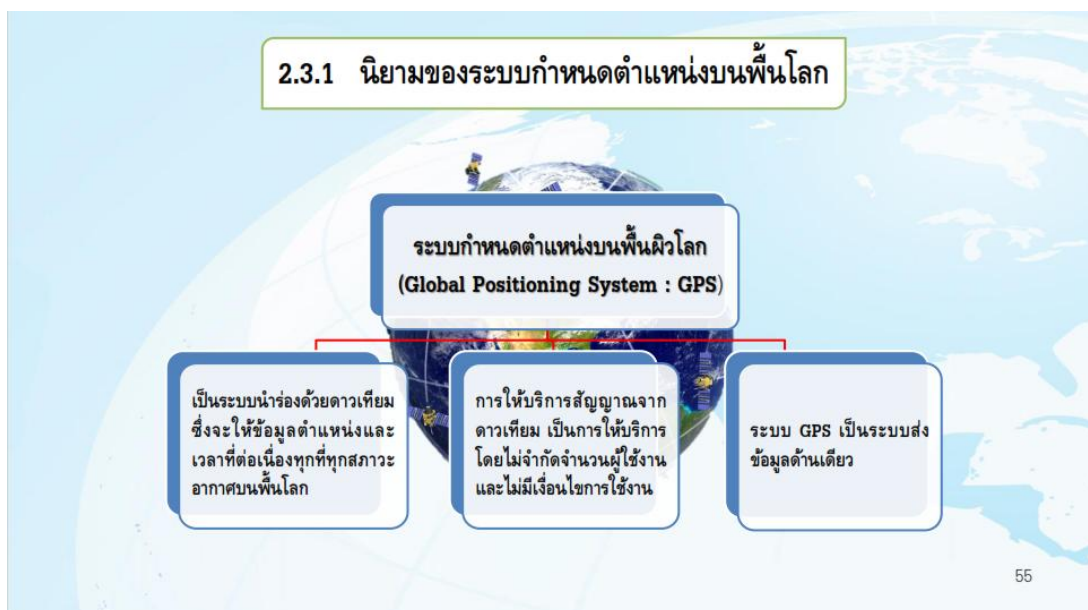 2.3.1 นิยามของระบบกำหนดตำแหน่งบนพื้นโลก
ระบบกำหนดตำแหน่งบนพื้นผิวโลก
(Global Positioning System : GPS)
เป็นระบบนำร่องด้วยดาวเทียม
ซึ่งจะให้ข้อมูลตำแหน่งและ
เวลาที่ต่อเนื่องทุกที่ทุกสภาวะ
อากาศบนพื้นโลก
การให้บริการสัญญาณจาก
ดาวเทียม เป็นการให้บริการ
โดยไม่จำกัดจำนวนผู้ใช้งาน
และไม่มีเงื่อนไขการใช้งาน
ระบบ GPS เป็นระบบส่ง
ข้อมูลด้านเดียว
55